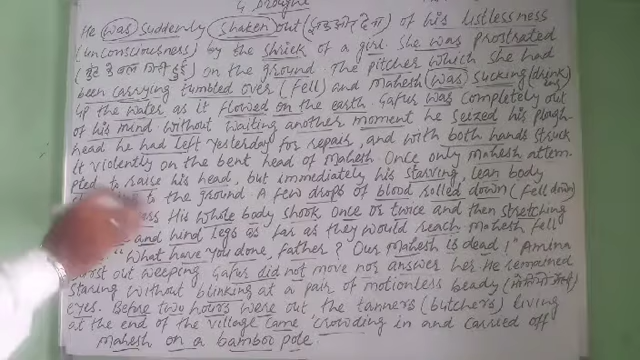 Drought
He was suddenly shaken out of his listlessness
(unconsciousness) by the shrick of a girl. She was prostrated
on the ground. The pitcher which she had
been carrying tumbled over (fell) and Mahesh was sucking (drinking)
up the water as it flowed on the earth. Gafur was completely out
of his mind without waiting another moment he seized his plough-
head he had left yesterday for repair, and with both hands struck
it violently on the bent head of Mahesh. Once only Mahesh attem-
pted to raise his head, but immediately his starving, lean body
to the ground. A few drops of blood rolled down (fell down)
His whole body shook once or twice and then stretching
and hind legs as far as they would reach Mahesh fell
"What have you done, father? Our Mahesh is dead!" Amina
out weeping Gafur did not move nor answer her. He remained
staring without blinking at a pair of motionless beady
eyes. Before two hours were out the tanners (butchers) living
at the end of the village came crowding in and carried off
Mahesh on a bamboo pole.